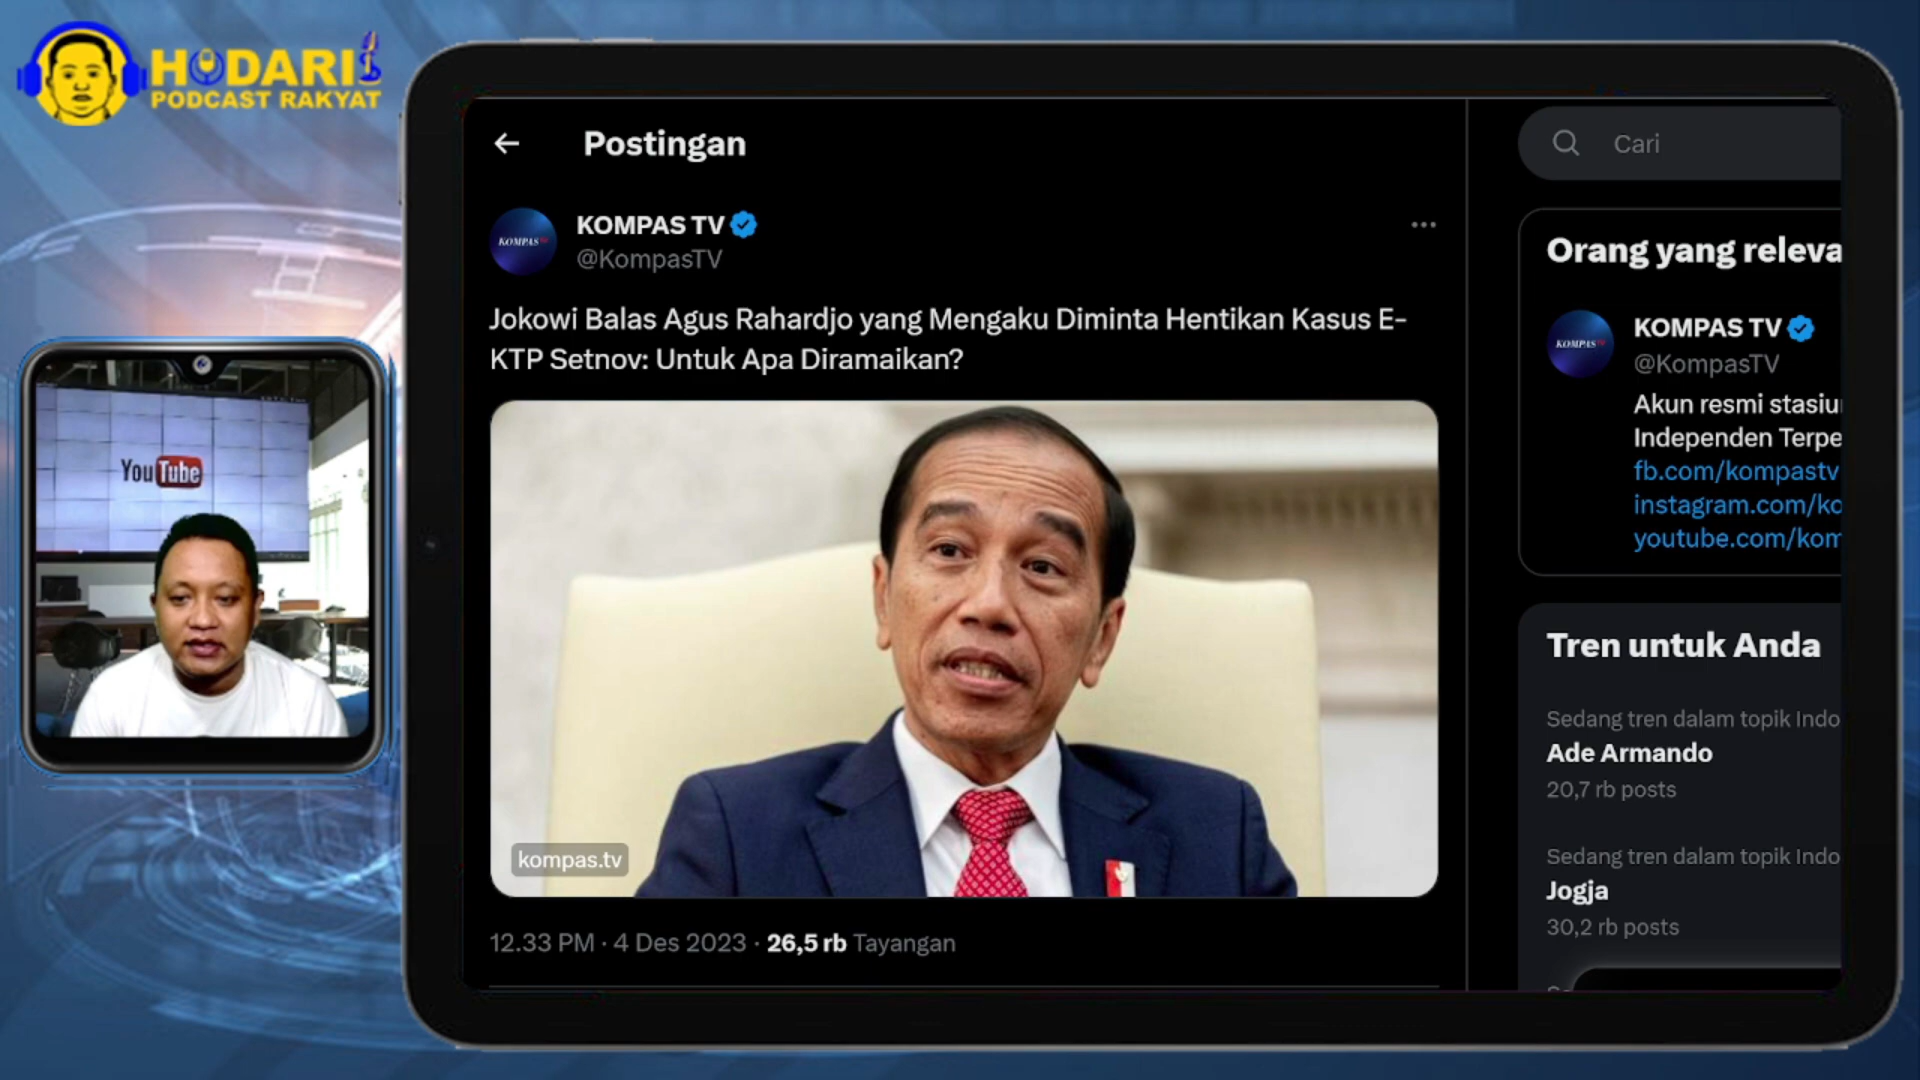 HODARI
PODCAST RAKYAT
YouTube
Postingan
KOMPAS TV
@KompasTV
KOMPAS
Jokowi Balas Agus Rahardjo yang Mengaku Diminta Hentikan Kasus E-
KTP Setnov: Untuk Apa Diramaikan?
kompas.tv
12.33 PM · 4 Des 2023 · 26,5 rb Tayangan
Cari
Orang yang releva
KOMPAS TV
@KompasTV
KOMPAS
Akun resmi stasiu
Independen Terpe
fb.com/kompastv
instagram.com/ko
youtube.com/kom
Tren untuk Anda
Sedang tren dalam topik Indo
Ade Armando
20,7 rb posts
Sedang tren dalam topik Indo
Jogja
30,2 rb posts